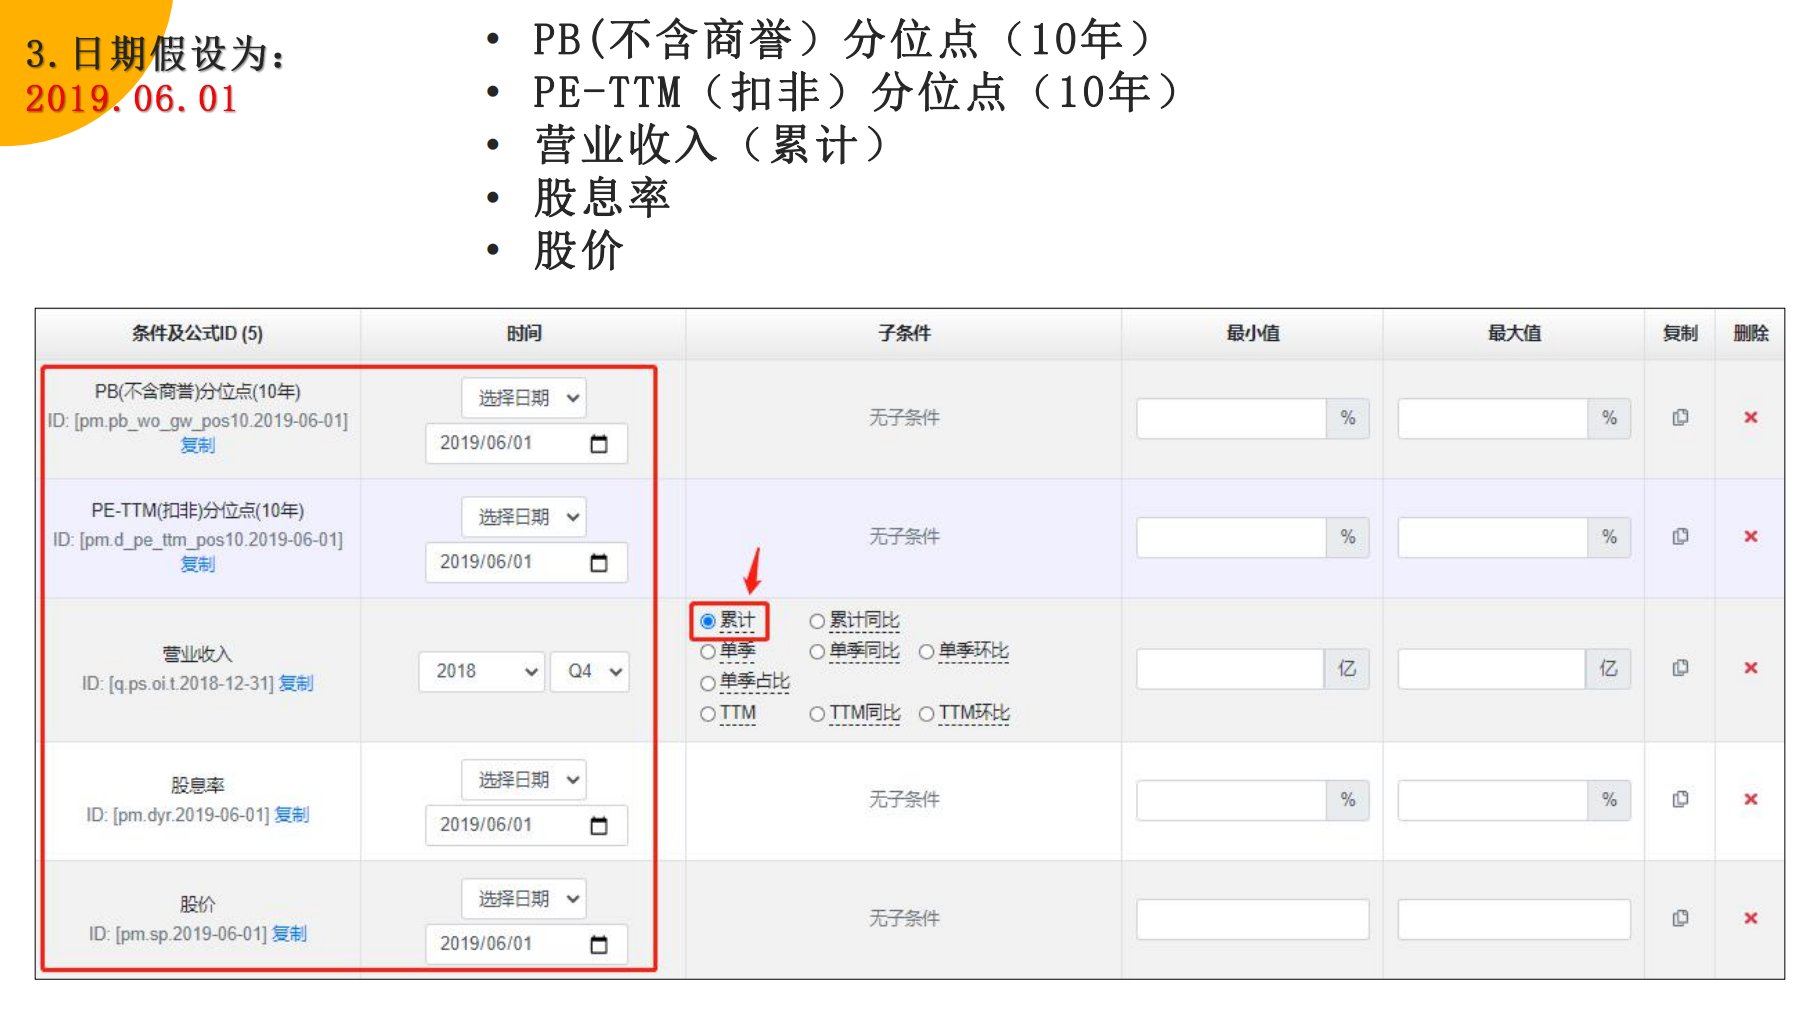 3.日期假设为:
2019.06.01
• PB(不含商誉）分位点（10年）
• PE-TTM（扣非）分位点（10年）
• 营业收入（累计）
• 股息率
• 股价
条件及公式ID (5) 时间 子条件 最小值 最大值 复制 删除
PB(不含商誉)分位点(10年)
ID: [pm.pb_wo_gw_pos10.2019-06-01]
复制
选择日期
2019/06/01
无子条件
% %
PE-TTM(扣非)分位点(10年)
ID: [pm.d_pe_ttm_pos10.2019-06-01]
复制
选择日期
2019/06/01
无子条件
% %
营业收入
ID: [q.ps.oi.t.2018-12-31] 复制
2018 Q4
累计 累计同比
单季 单季同比 单季环比
单季占比
TTM TTM同比 TTM环比
亿 亿
股息率
ID: [pm.dyr.2019-06-01] 复制
选择日期
2019/06/01
无子条件
% %
股价
ID: [pm.sp.2019-06-01] 复制
选择日期
2019/06/01
无子条件